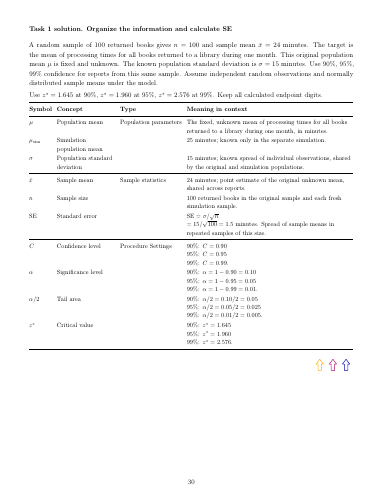 Task 1 solution. Organize the information and calculate SE
A random sample of 100 returned books gives n = 100 and sample mean x̄ = 24 minutes. The target is
the mean of processing times for all books returned to a library during one month. This original population
mean μ is fixed and unknown. The known population standard deviation is σ = 15 minutes. Use 90%, 95%,
99% confidence for reports from this same sample. Assume independent random observations and normally
distributed sample means under the model.
Use z* = 1.645 at 90%, z* = 1.960 at 95%, z* = 2.576 at 99%. Keep all calculated endpoint digits.
Symbol Concept Type Meaning in context
μ Population mean Population parameters The fixed, unknown mean of processing times for all books
returned to a library during one month, in minutes.
μsim Simulation 25 minutes; known only in the separate simulation.
population mean
σ Population standard 15 minutes; known spread of individual observations, shared
deviation by the original and simulation populations.
x̄ Sample mean Sample statistics 24 minutes; point estimate of the original unknown mean,
shared across reports.
n Sample size 100 returned books in the original sample and each fresh
simulation sample.
SE Standard error SE = σ/√n
= 15/√100 = 1.5 minutes. Spread of sample means in
repeated samples of this size.
C Confidence level Procedure Settings 90%: C = 0.90
95%: C = 0.95
99%: C = 0.99.
α Significance level 90%: α = 1 − 0.90 = 0.10
95%: α = 1 − 0.95 = 0.05
99%: α = 1 − 0.99 = 0.01.
α/2 Tail area 90%: α/2 = 0.10/2 = 0.05
95%: α/2 = 0.05/2 = 0.025
99%: α/2 = 0.01/2 = 0.005.
z* Critical value 90%: z* = 1.645
95%: z* = 1.960
99%: z* = 2.576.
30